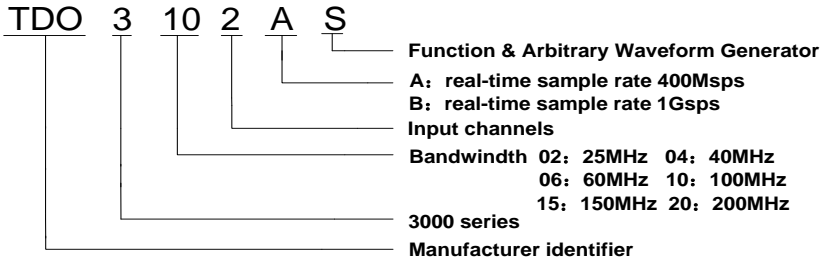 TDO 3 10 2 A S
Function & Arbitrary Waveform Generator
A：real-time sample rate 400Msps
B：real-time sample rate 1Gsps
Input channels
Bandwindth 02：25MHz 04：40MHz
06：60MHz 10：100MHz
15：150MHz 20：200MHz
3000 series
Manufacturer identifier